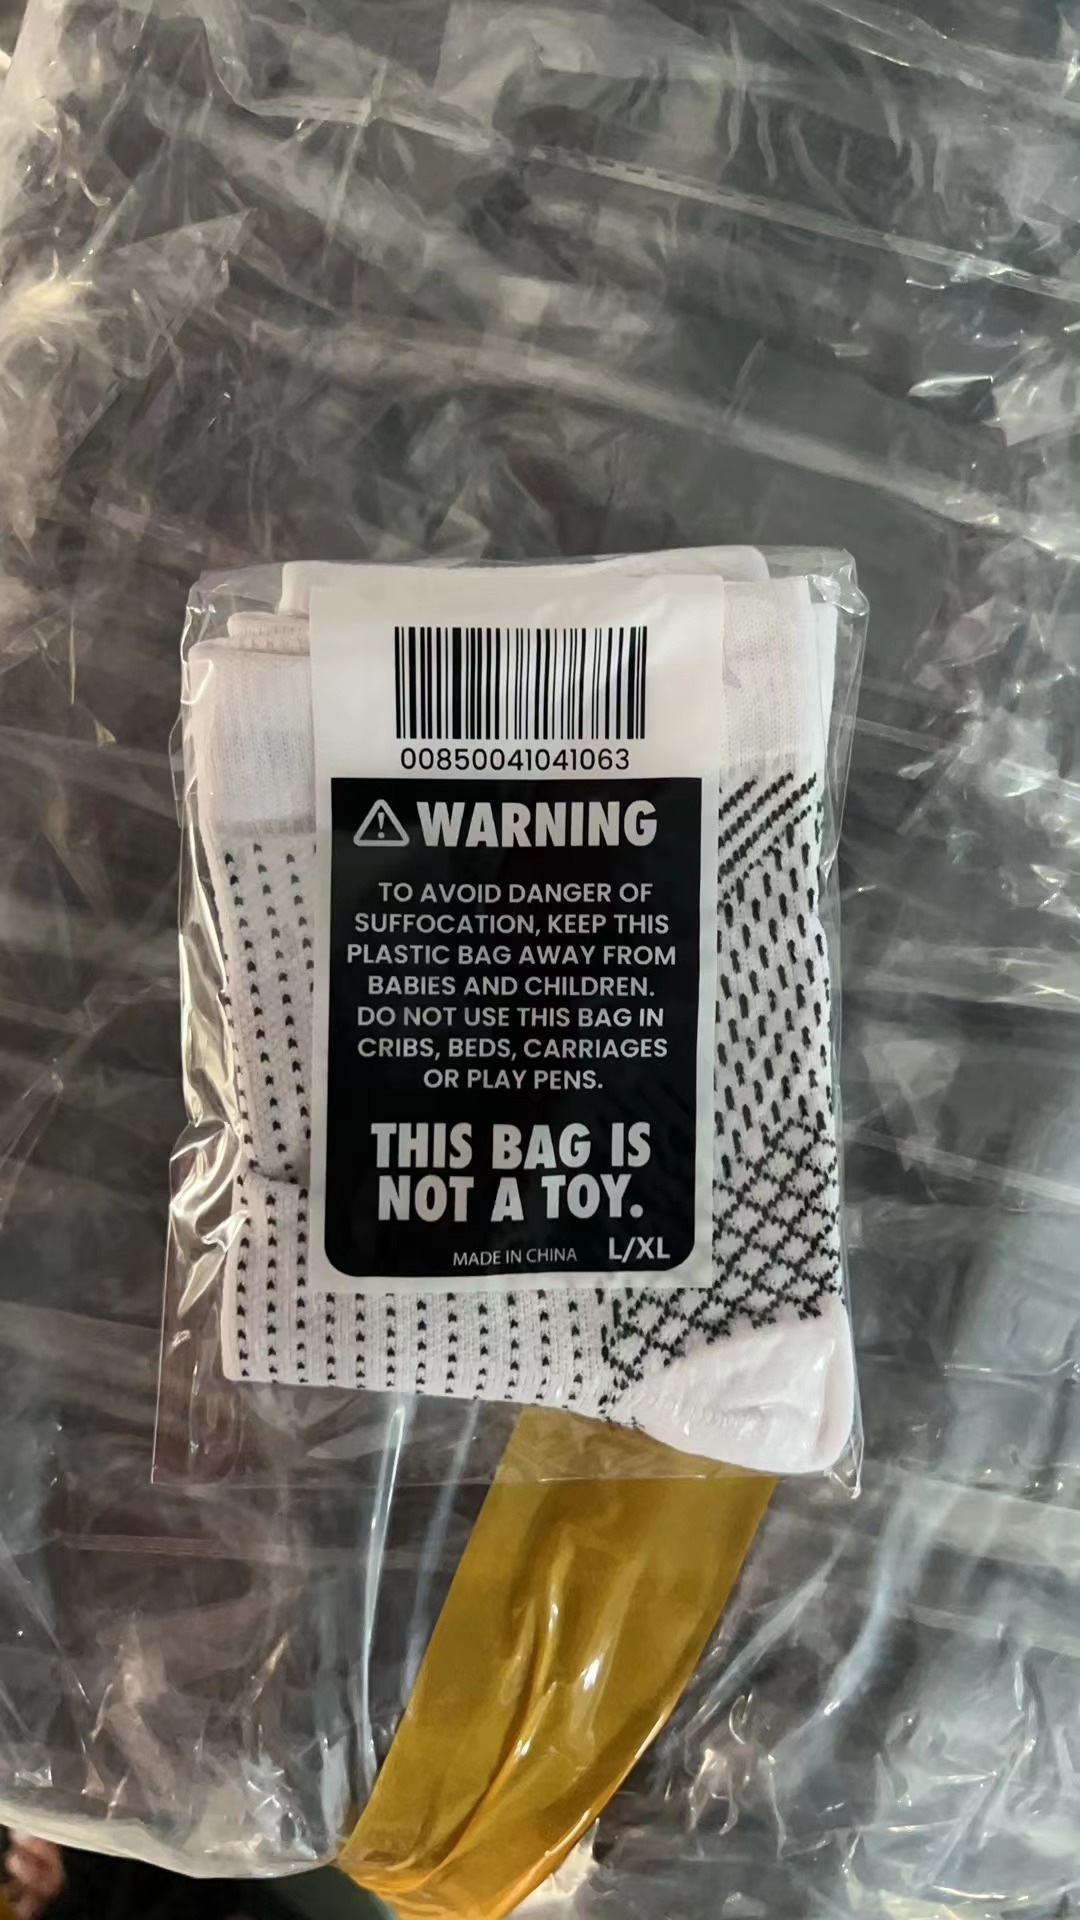 00850041041063
WARNING
TO AVOID DANGER OF
SUFFOCATION, KEEP THIS
PLASTIC BAG AWAY FROM
BABIES AND CHILDREN.
DO NOT USE THIS BAG IN
CRIBS, BEDS, CARRIAGES
OR PLAY PENS.
THIS BAG IS
NOT A TOY.
MADE IN CHINA L/XL